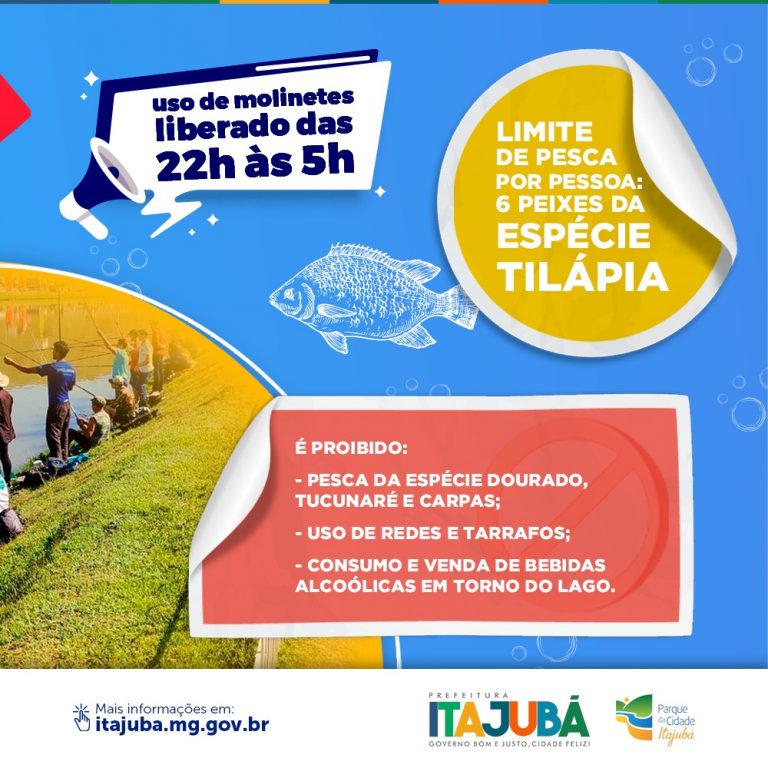 uso de molinetes
liberado das
22h às 5h
LIMITE
DE PESCA
POR PESSOA:
6 PEIXES DA
ESPÉCIE
TILÁPIA
É PROIBIDO:
- PESCA DA ESPÉCIE DOURADO,
TUCUNARÉ E CARPAS;
- USO DE REDES E TARRAFOS;
- CONSUMO E VENDA DE BEBIDAS
ALCOÓLICAS EM TORNO DO LAGO.
Mais informações em:
itajuba.mg.gov.br
PREFEITURA
ITAJUBÁ
GOVERNO BOM E JUSTO, CIDADE FELIZ!
Parque
da Cidade
Itajubá